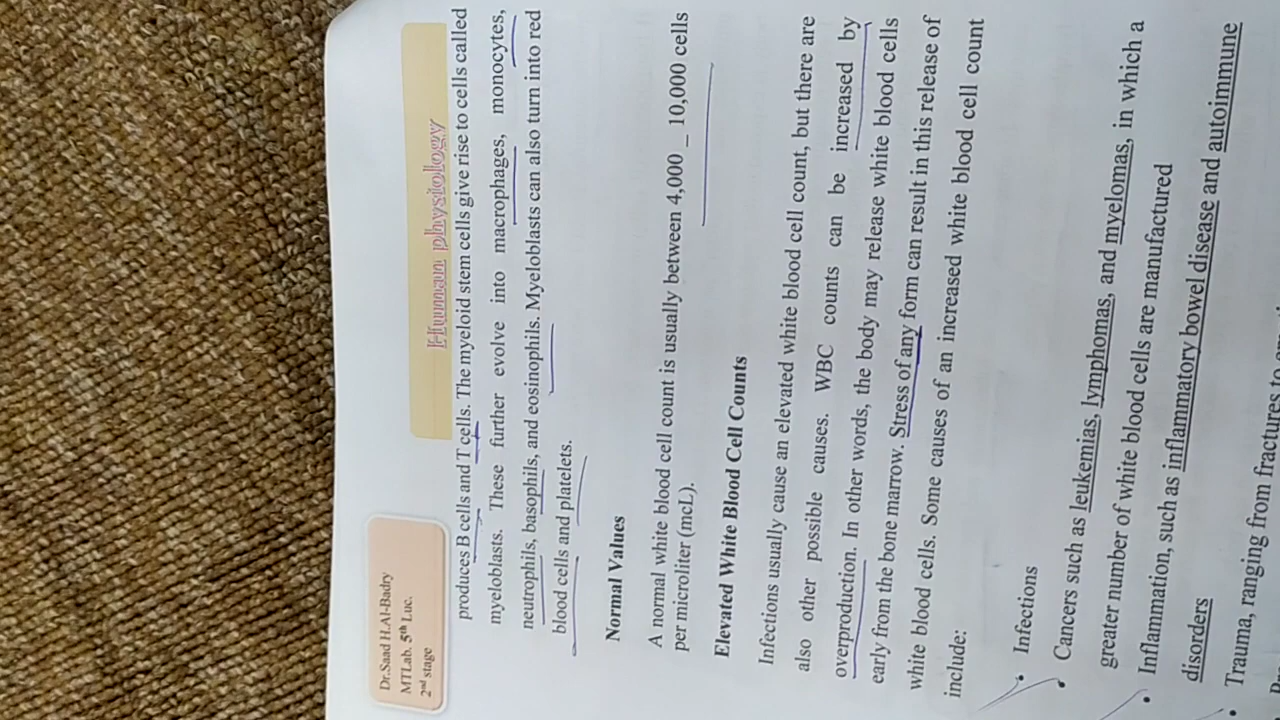 Dr.Saad H.Al-Badry
MTLab. 5th Luc.
2nd stage
Human physiology
produces B cells and T cells. The myeloid stem cells give rise to cells called
myeloblasts. These further evolve into macrophages, monocytes,
neutrophils, basophils, and eosinophils. Myeloblasts can also turn into red
blood cells and platelets.
Normal Values
A normal white blood cell count is usually between 4,000 _ 10,000 cells
per microliter (mcL).
Elevated White Blood Cell Counts
Infections usually cause an elevated white blood cell count, but there are
also other possible causes. WBC counts can be increased by
overproduction. In other words, the body may release white blood cells
early from the bone marrow. Stress of any form can result in this release of
white blood cells. Some causes of an increased white blood cell count
include:
• Infections
• Cancers such as leukemias, lymphomas, and myelomas, in which a
greater number of white blood cells are manufactured
• Inflammation, such as inflammatory bowel disease and autoimmune
disorders
• Trauma, ranging from fractures to